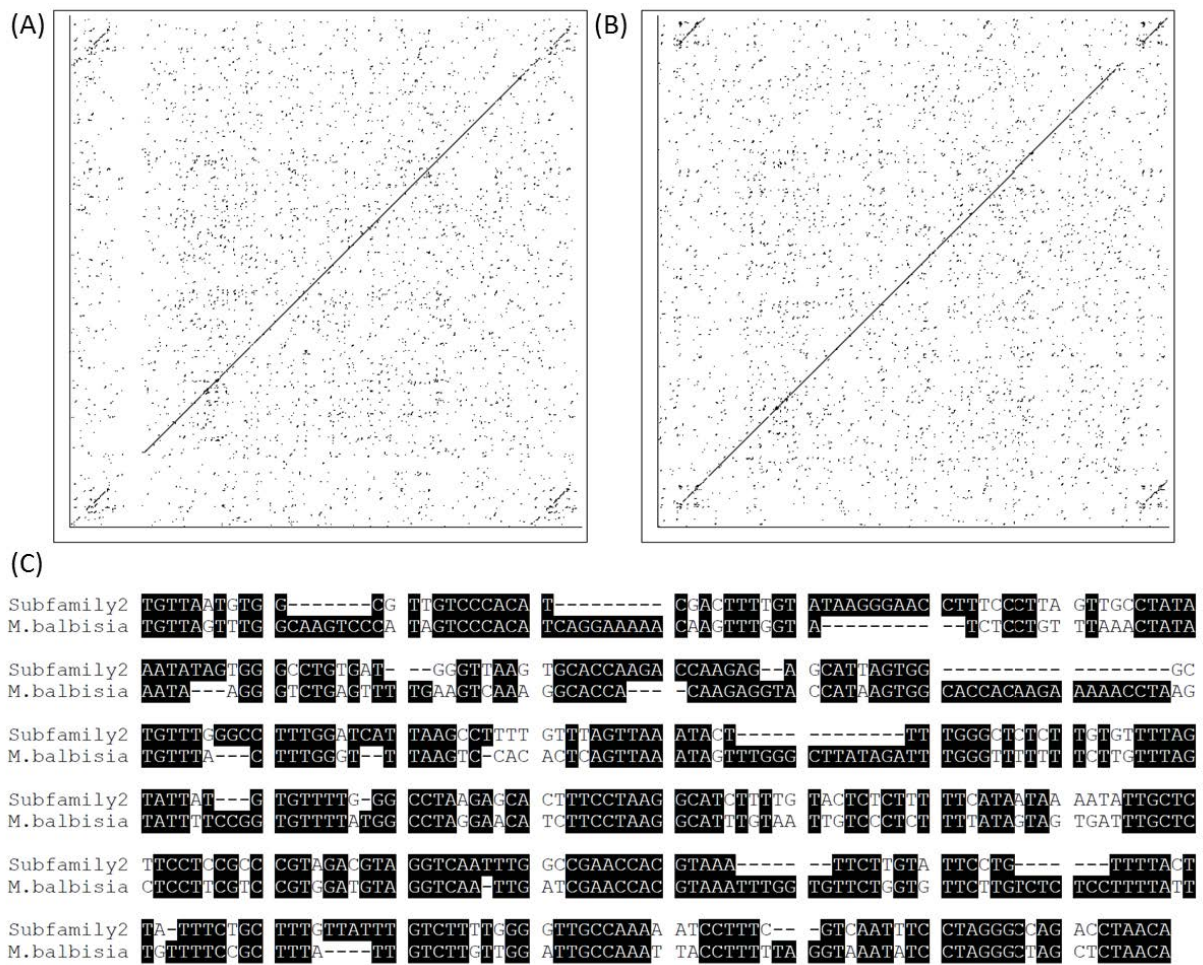 (A)
(B)
(C)
Subfamily2 TGTTAATGTG G-------CG TTGTCCCACA T--------- CGACTTTTGT ATAAGGGAAC CTTTCCCTTA GTTGCCTATA
M.balbisia TGTTAGTTTG GCAAGTCCCA TAGTCCCACA TCAGGAAAAA CAAGTTTGGT A--------- --TCTCCTGT TTAAACTATA
Subfamily2 AATATAGTGG GCCTGTGAT- --GGGTTAAG TGCACCAAGA CCAAGAG--A GCATTAGTGG ---------- --------GC
M.balbisia AATA---AGG GTCTGAGTTT TGAAGTCAAA GGCACCA--- -CAAGAGGTA CCATAAGTGG CACCACAAGA AAAACCTAAG
Subfamily2 TGTTTGGGCC TTTGGATCAT TAAGCCTTTT GTTTAGTTAA ATACT----- --------TT TGGGCTCTCT TGTGTTTTAG
M.balbisia TGTTTA---C TTTGGGT--T TAAGTC-CAC ACTCAGTTAA ATAGTTTGGG CTTATAGATT TGGGTTTTTT TCTTGTTTAG
Subfamily2 TATTAT---G TGTTTTG-GG CCTAAGAGCA CTTTCCTAAG GCATCTTTTG TACTCTCTTT TTCATAATAA AATATTGCTC
M.balbisia TATTTTCCGG TGTTTTATGG CCTAGGAACA TCTTCCTAAG GCATTTGTAA TTGTCCCTCT TTTATAGTAG TGATTTGCTC
Subfamily2 TTCCTCCGCC CGTAGACGTA GGTCAATTTG GCCGAACCAC GTAAA----- --TTCTTGTA TTCCTG---- ---TTTTACT
M.balbisia CTCCTTCGTC CGTGGATGTA GGTCAA-TTG ATCGAACCAC GTAAATTTGG TGTTCTGGTG TTCTTGTCTC TCCTTTTATT
Subfamily2 TA-TTTCTGC TTTGTTATTT GTCTTTTGGG GTTGCCAAAA ATCCTTTC-- -GTCAATTTC CTAGGGCCAG ACCTAACA
M.balbisia TGTTTTCCGC TTTA----TT GTCTTGTTGG ATTGCCAAAT TACCTTTTTA GGTAAATATC CTAGGGCTAG CTCTAACA